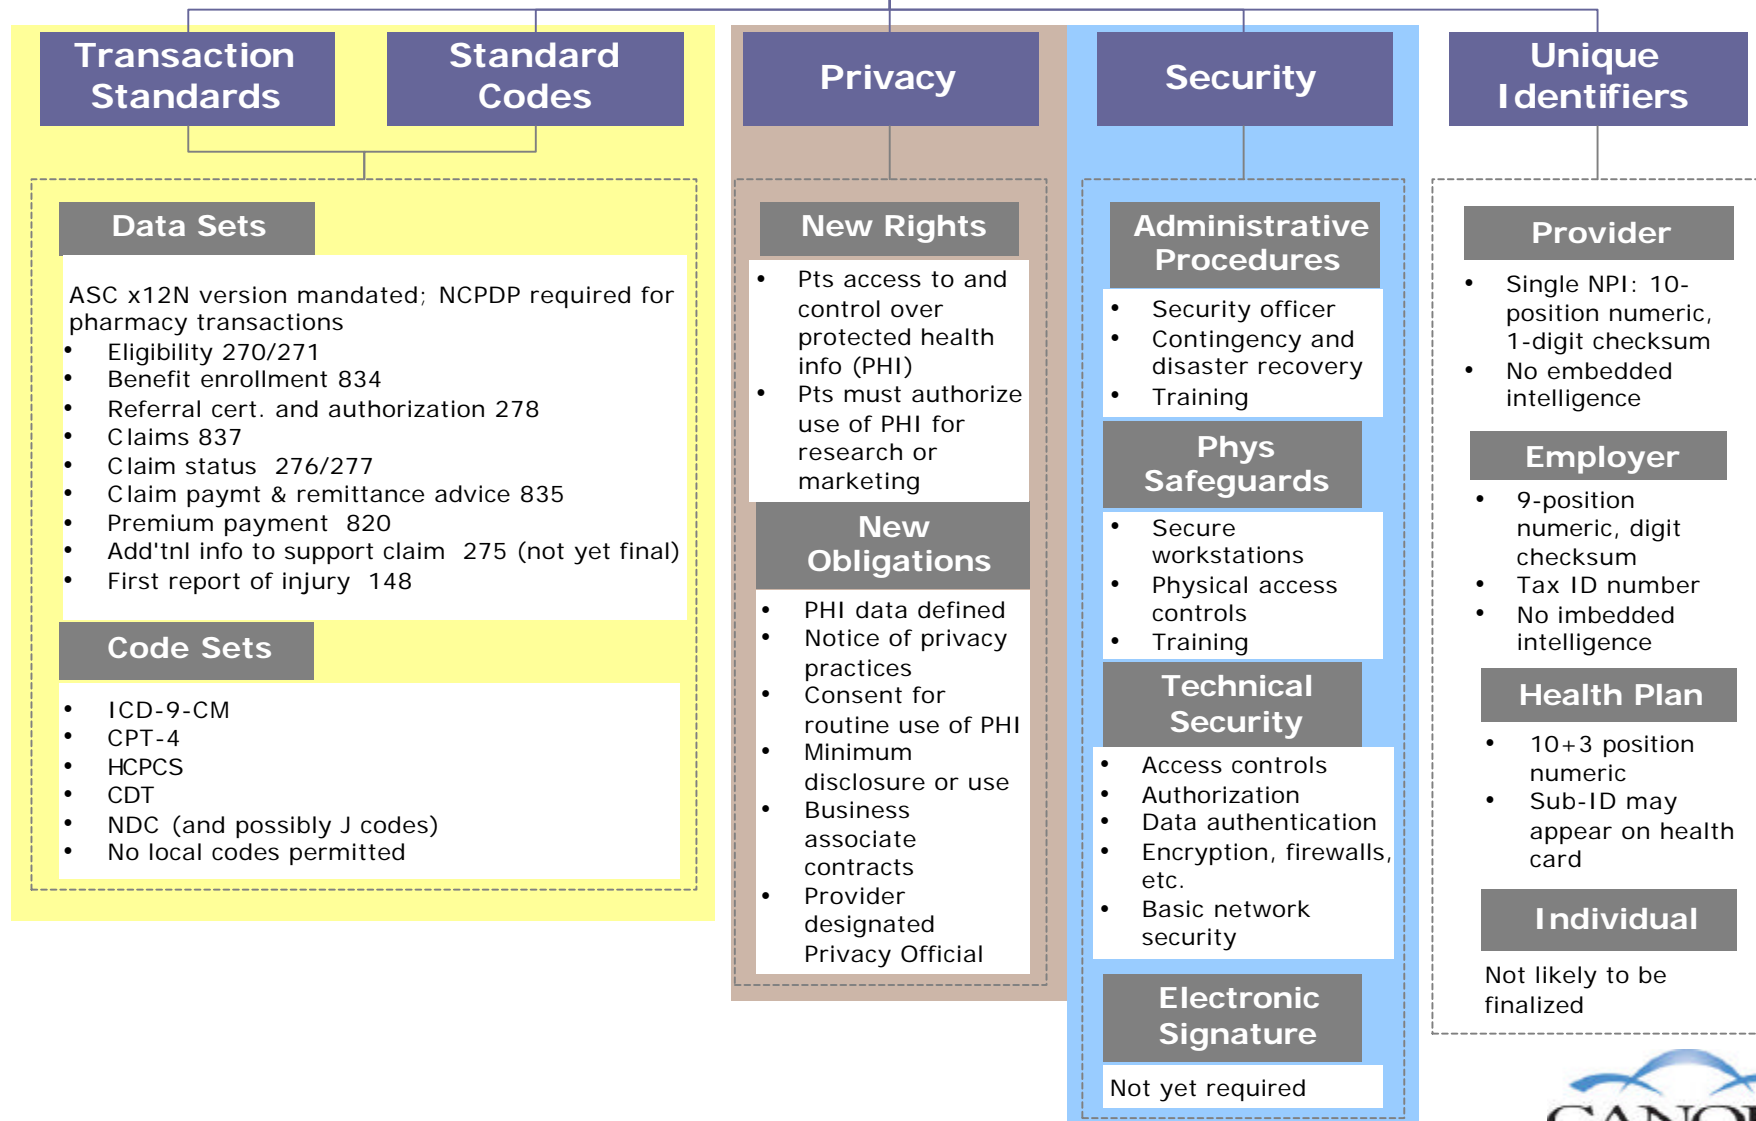 Transaction
Standards
Standard
Codes
Privacy
Security
Unique
Identifiers
Data Sets
ASC x12N version mandated; NCPDP required for
pharmacy transactions
• Eligibility 270/271
• Benefit enrollment 834
• Referral cert. and authorization 278
• Claims 837
• Claim status 276/277
• Claim paymt & remittance advice 835
• Premium payment 820
• Add'tnl info to support claim 275 (not yet final)
• First report of injury 148
Code Sets
• ICD-9-CM
• CPT-4
• HCPCS
• CDT
• NDC (and possibly J codes)
• No local codes permitted
New Rights
• Pts access to and
control over
protected health
info (PHI)
• Pts must authorize
use of PHI for
research or
marketing
New
Obligations
• PHI data defined
• Notice of privacy
practices
• Consent for
routine use of PHI
• Minimum
disclosure or use
• Business
associate
contracts
• Provider
designated
Privacy Official
Administrative
Procedures
• Security officer
• Contingency and
disaster recovery
• Training
Phys
Safeguards
• Secure
workstations
• Physical access
controls
• Training
Technical
Security
• Access controls
• Authorization
• Data authentication
• Encryption, firewalls,
etc.
• Basic network
security
Electronic
Signature
Not yet required
Provider
• Single NPI: 10-
position numeric,
1-digit checksum
• No embedded
intelligence
Employer
• 9-position
numeric, digit
checksum
• Tax ID number
• No imbedded
intelligence
Health Plan
• 10+3 position
numeric
• Sub-ID may
appear on health
card
Individual
Not likely to be
finalized